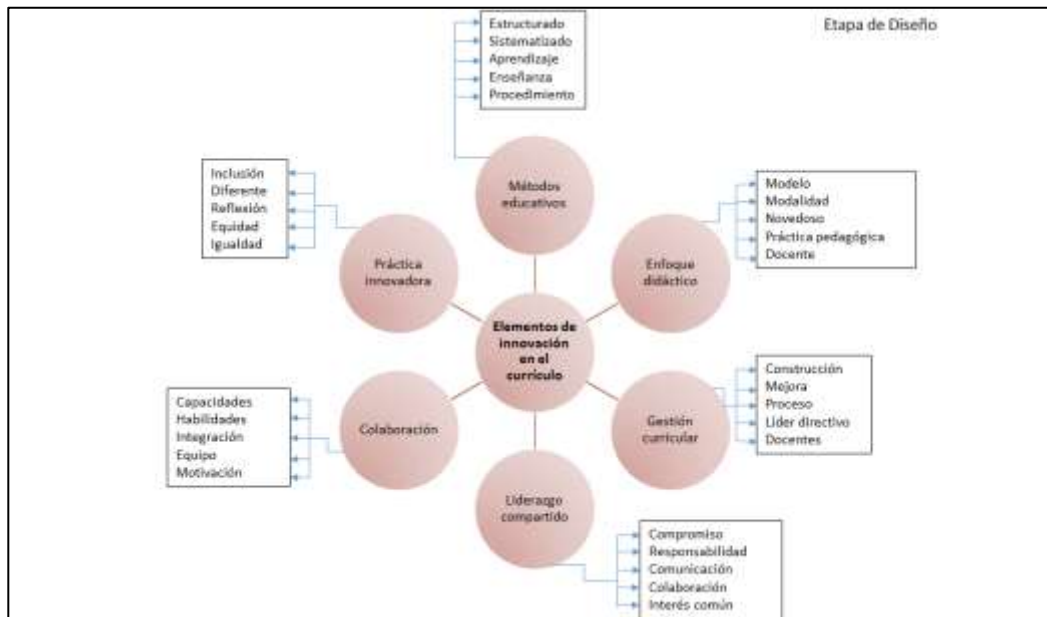 Etapa de Diseño
Estructurado
Sistematizado
Aprendizaje
Enseñanza
Procedimiento
Métodos
educativos
Inclusión
Diferente
Reflexión
Equidad
Igualdad
Práctica
innovadora
Modelo
Modalidad
Novedoso
Práctica pedagógica
Docente
Enfoque
didáctico
Elementos de
innovación
en el
currículo
Capacidades
Habilidades
Integración
Equipo
Motivación
Colaboración
Construcción
Mejora
Proceso
Líder directivo
Docentes
Gestión
curricular
Liderazgo
compartido
Compromiso
Responsabilidad
Comunicación
Colaboración
Interés común